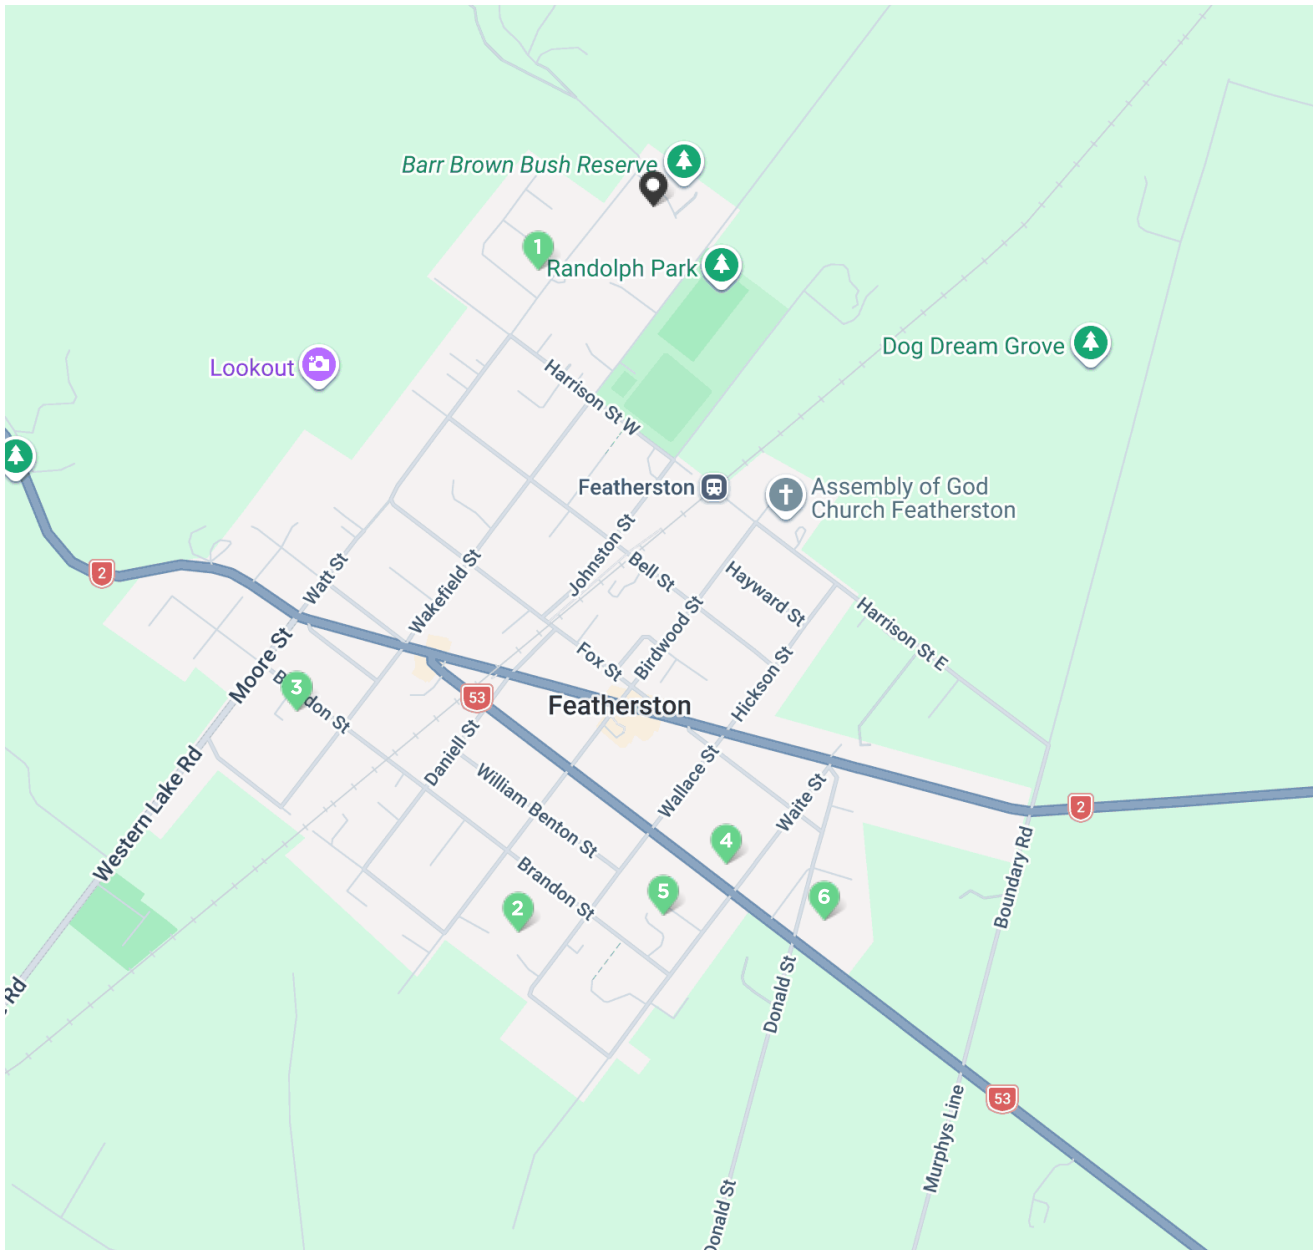 Barr Brown Bush Reserve
1
Randolph Park
Dog Dream Grove
Lookout
Harrison St W
Featherston
Assembly of God
Church Featherston
Johnston St
2
Watt St
Wakefield St
Bell St
Hayward St
Birdwood St
Harrison St E
Fox St
Moore St
Hickson St
3
53
Featherston
Daniell St
Western Lake Rd
William Benton St
Wallace St
Waite St
2
4
Brandon St
5
6
2
Boundary Rd
Rd
Donald St
53
Murphys Line
Donald St